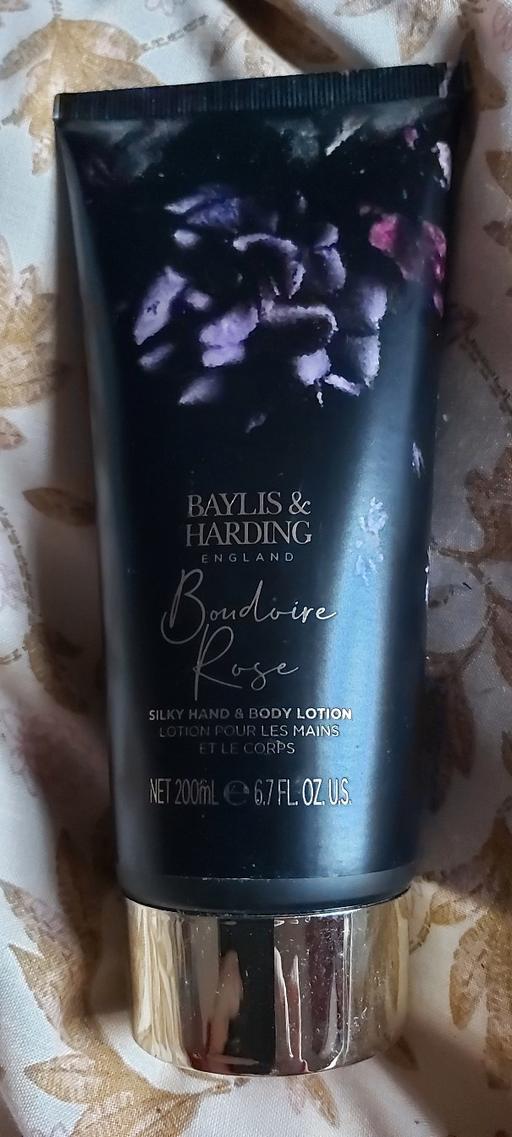 BAYLIS &
HARDING
ENGLAND
Boudoire
Rose
SILKY HAND & BODY LOTION
LOTION POUR LES MAINS
ET LE CORPS
NET 200mL ℮ 6.7 FL. OZ. U.S.